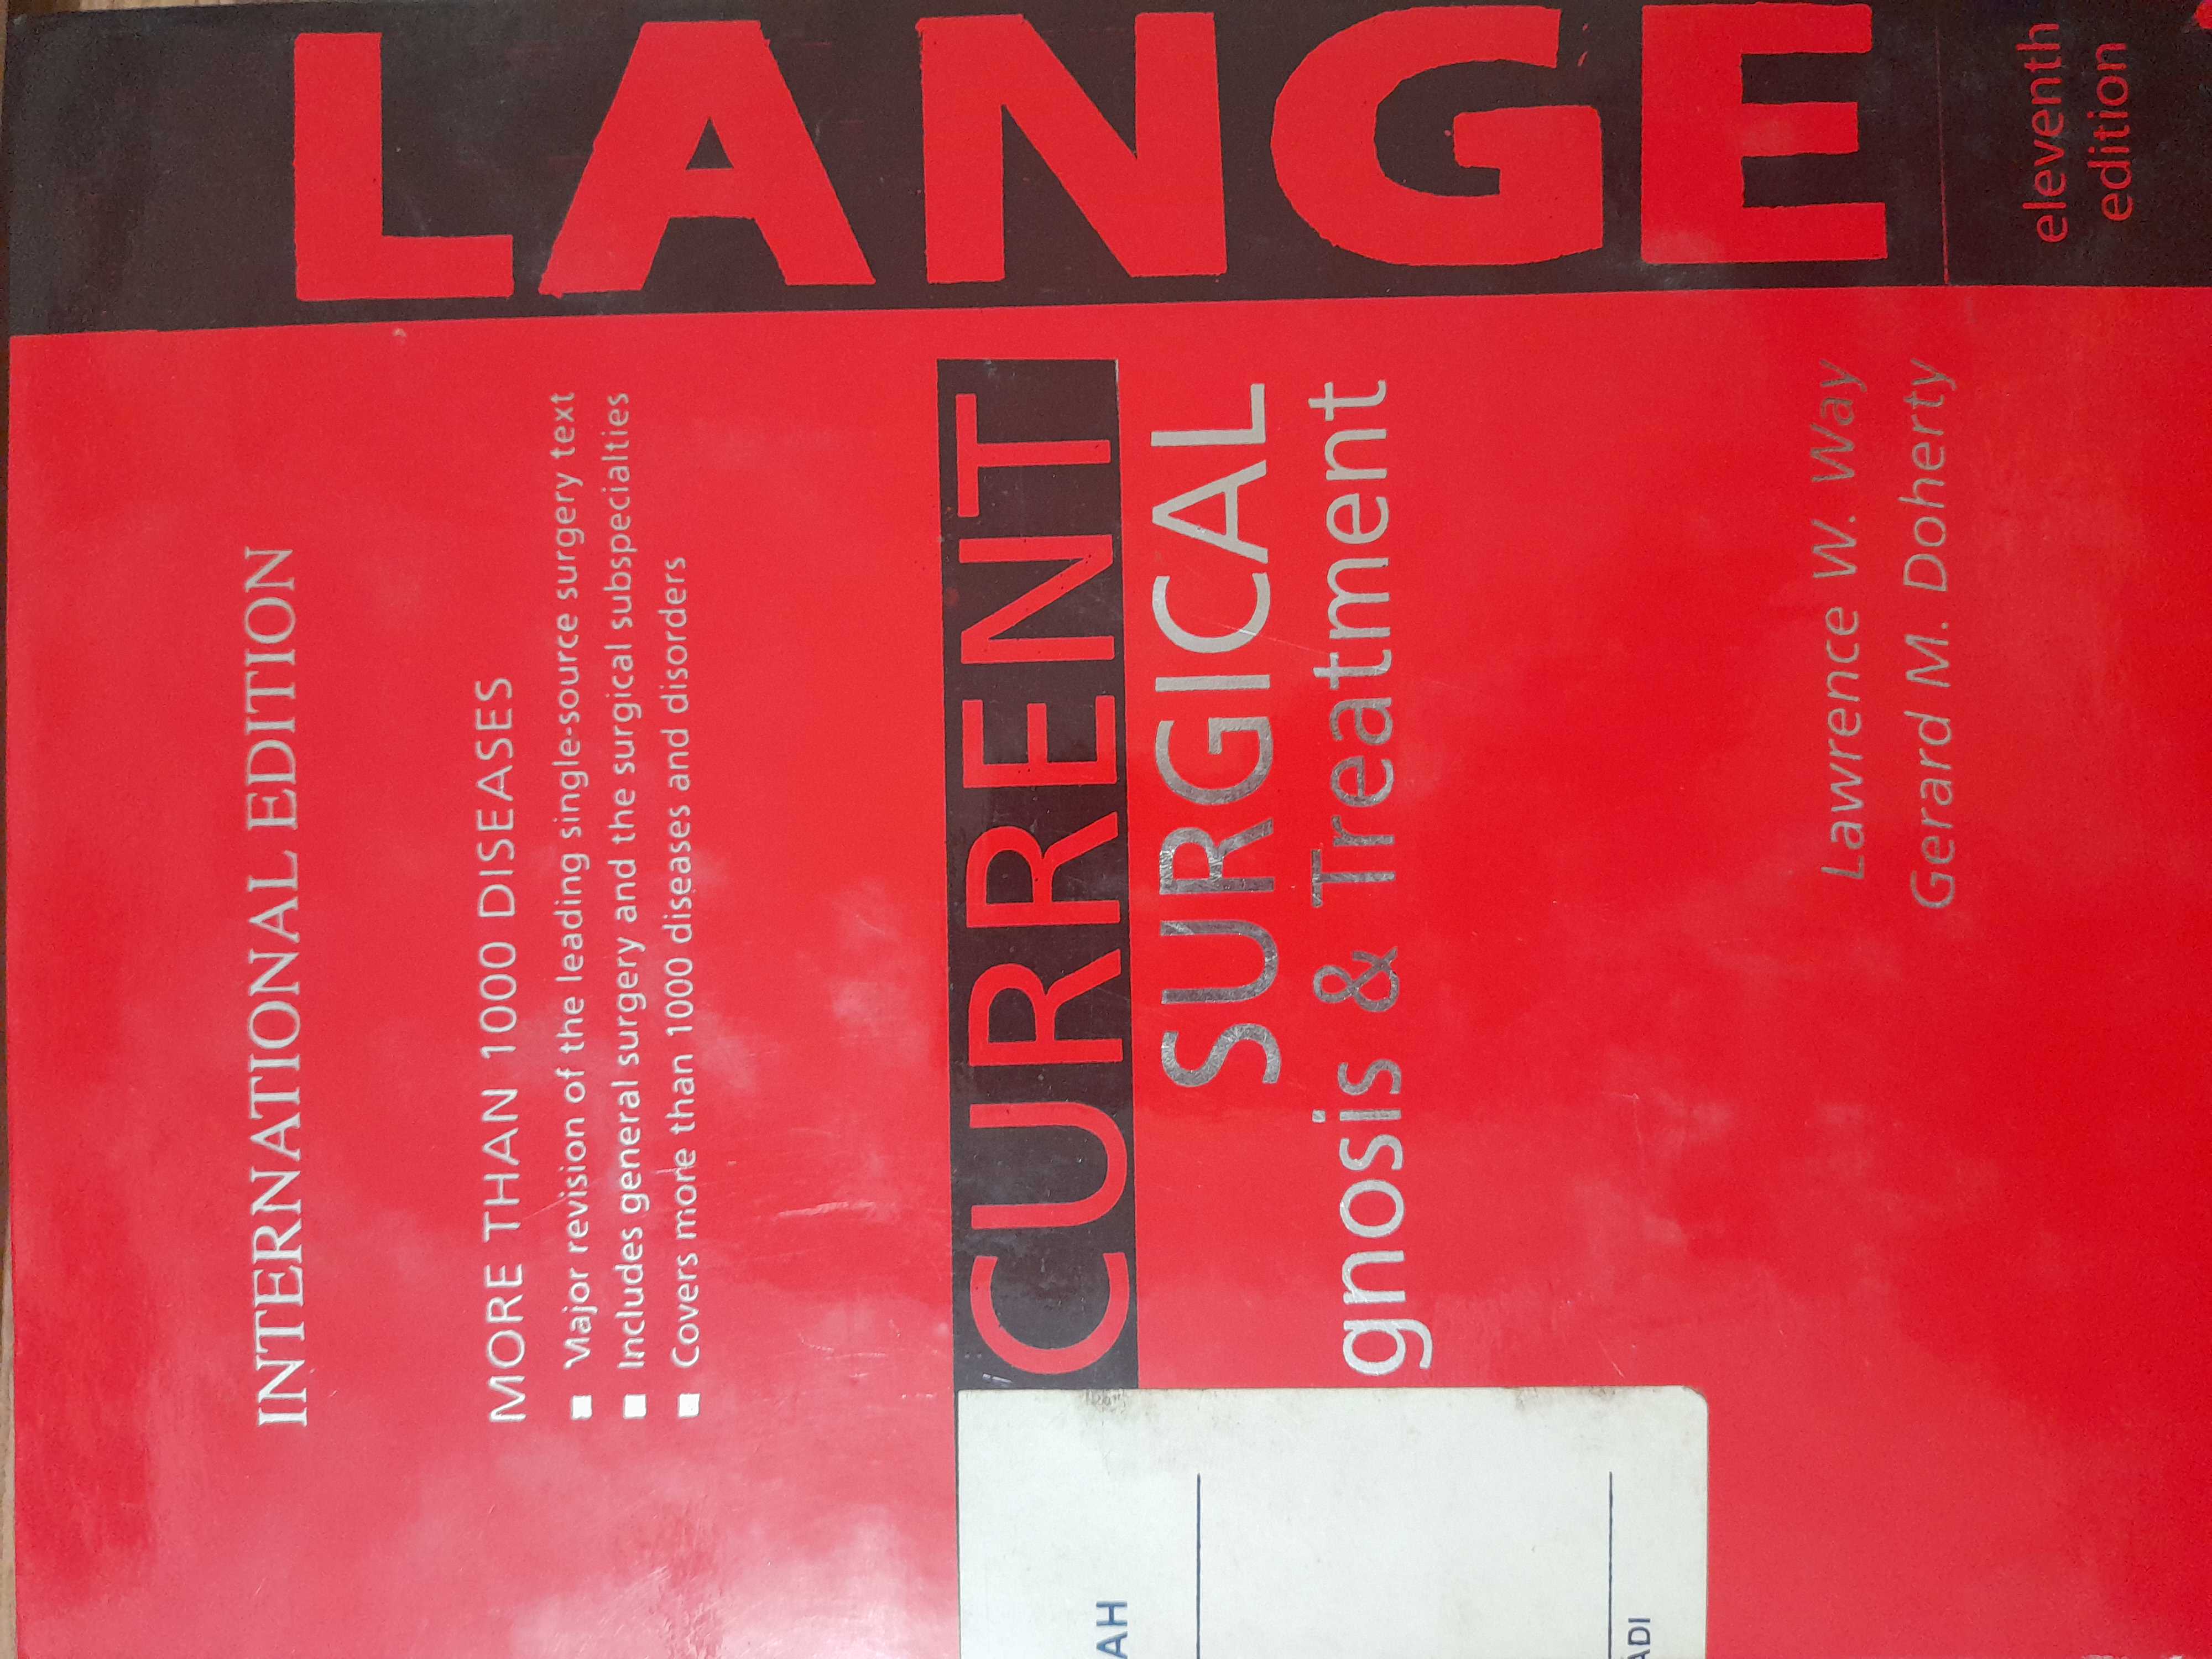 INTERNATIONAL EDITION
MORE THAN 1000 DISEASES
■ Major revision of the leading single-source surgery text
■ Includes general surgery and the surgical subspecialties
■ Covers more than 1000 diseases and disorders
CURRENT
SURGICAL
gnosis & Treatment
Lawrence W. Way
Gerard M. Doherty
LANGE
eleventh
edition
AH
ADI